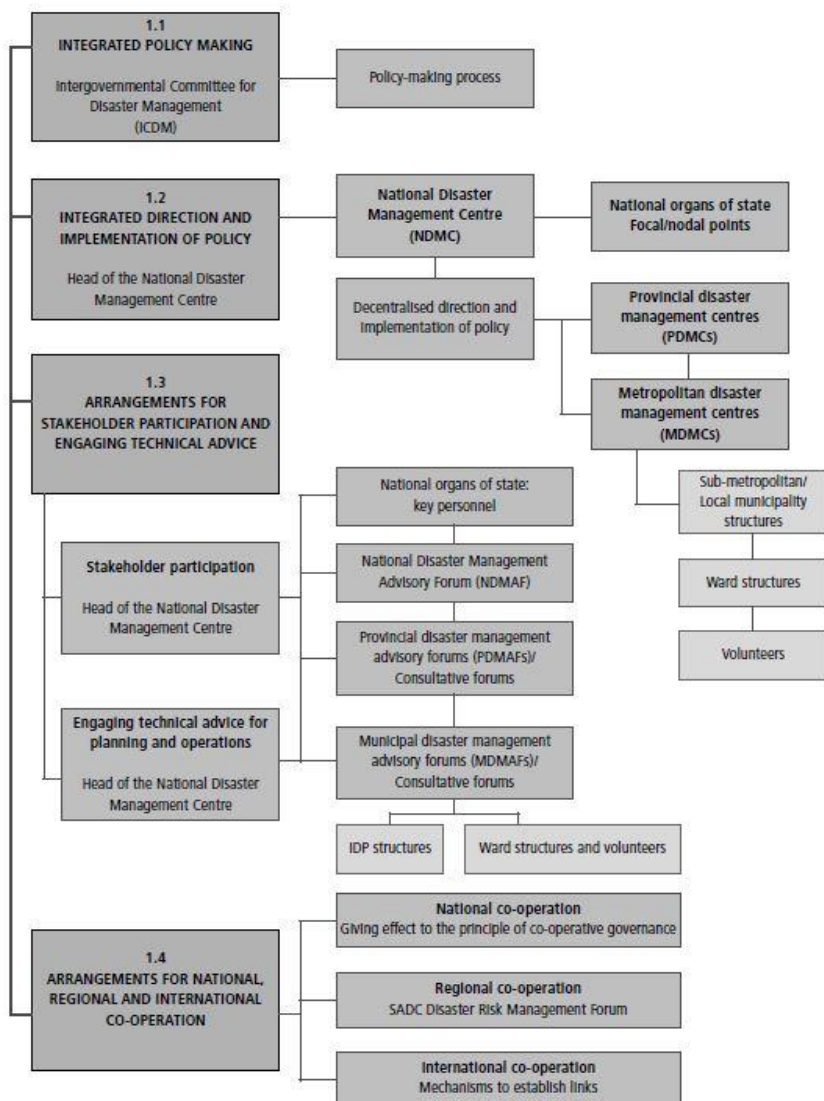 1.1
INTEGRATED POLICY MAKING
Intergovernmental Committee for
Disaster Management
(ICDM)
Policy-making process
1.2
INTEGRATED DIRECTION AND
IMPLEMENTATION OF POLICY
Head of the National Disaster
Management Centre
National Disaster
Management Centre
(NDMC)
National organs of state
Focal/nodal points
Decentralised direction and
implementation of policy
Provincial disaster
management centres
(PDMCs)
Metropolitan disaster
management centres
(MDMCs)
Sub-metropolitan/
Local municipality
structures
Ward structures
Volunteers
1.3
ARRANGEMENTS FOR
STAKEHOLDER PARTICIPATION AND
ENGAGING TECHNICAL ADVICE
Stakeholder participation
Head of the National Disaster
Management Centre
Engaging technical advice for
planning and operations
Head of the National Disaster
Management Centre
National organs of state:
key personnel
National Disaster Management
Advisory Forum (NDMAF)
Provincial disaster management
advisory forums (PDMAFs)/
Consultative forums
Municipal disaster management
advisory forums (MDMAFs)/
Consultative forums
IDP structures
Ward structures and volunteers
1.4
ARRANGEMENTS FOR NATIONAL,
REGIONAL AND INTERNATIONAL
CO-OPERATION
National co-operation
Giving effect to the principle of co-operative governance
Regional co-operation
SADC Disaster Risk Management Forum
International co-operation
Mechanisms to establish links